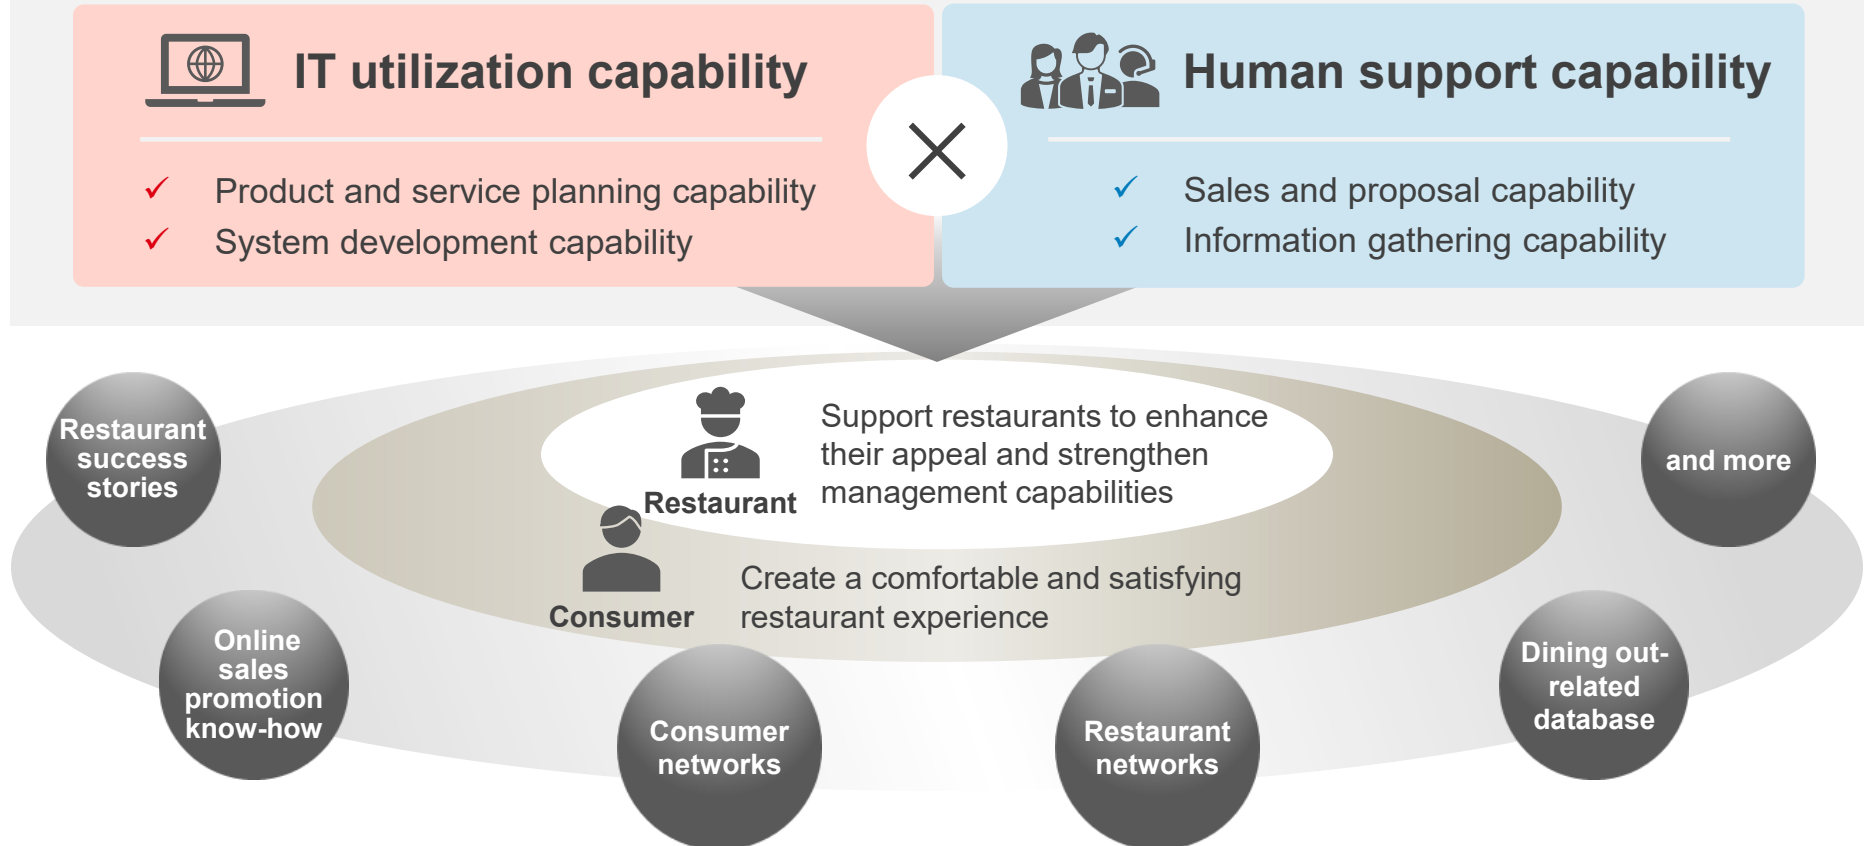 IT utilization capability
Product and service planning capability
System development capability
×
Human support capability
Sales and proposal capability
Information gathering capability
Restaurant
Support restaurants to enhance
their appeal and strengthen
management capabilities
Consumer
Create a comfortable and satisfying
restaurant experience
Restaurant
success
stories
Online
sales
promotion
know-how
Consumer
networks
Restaurant
networks
Dining out-
related
database
and more